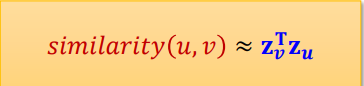 similarity(u, v) ≈ z_v^T z_u